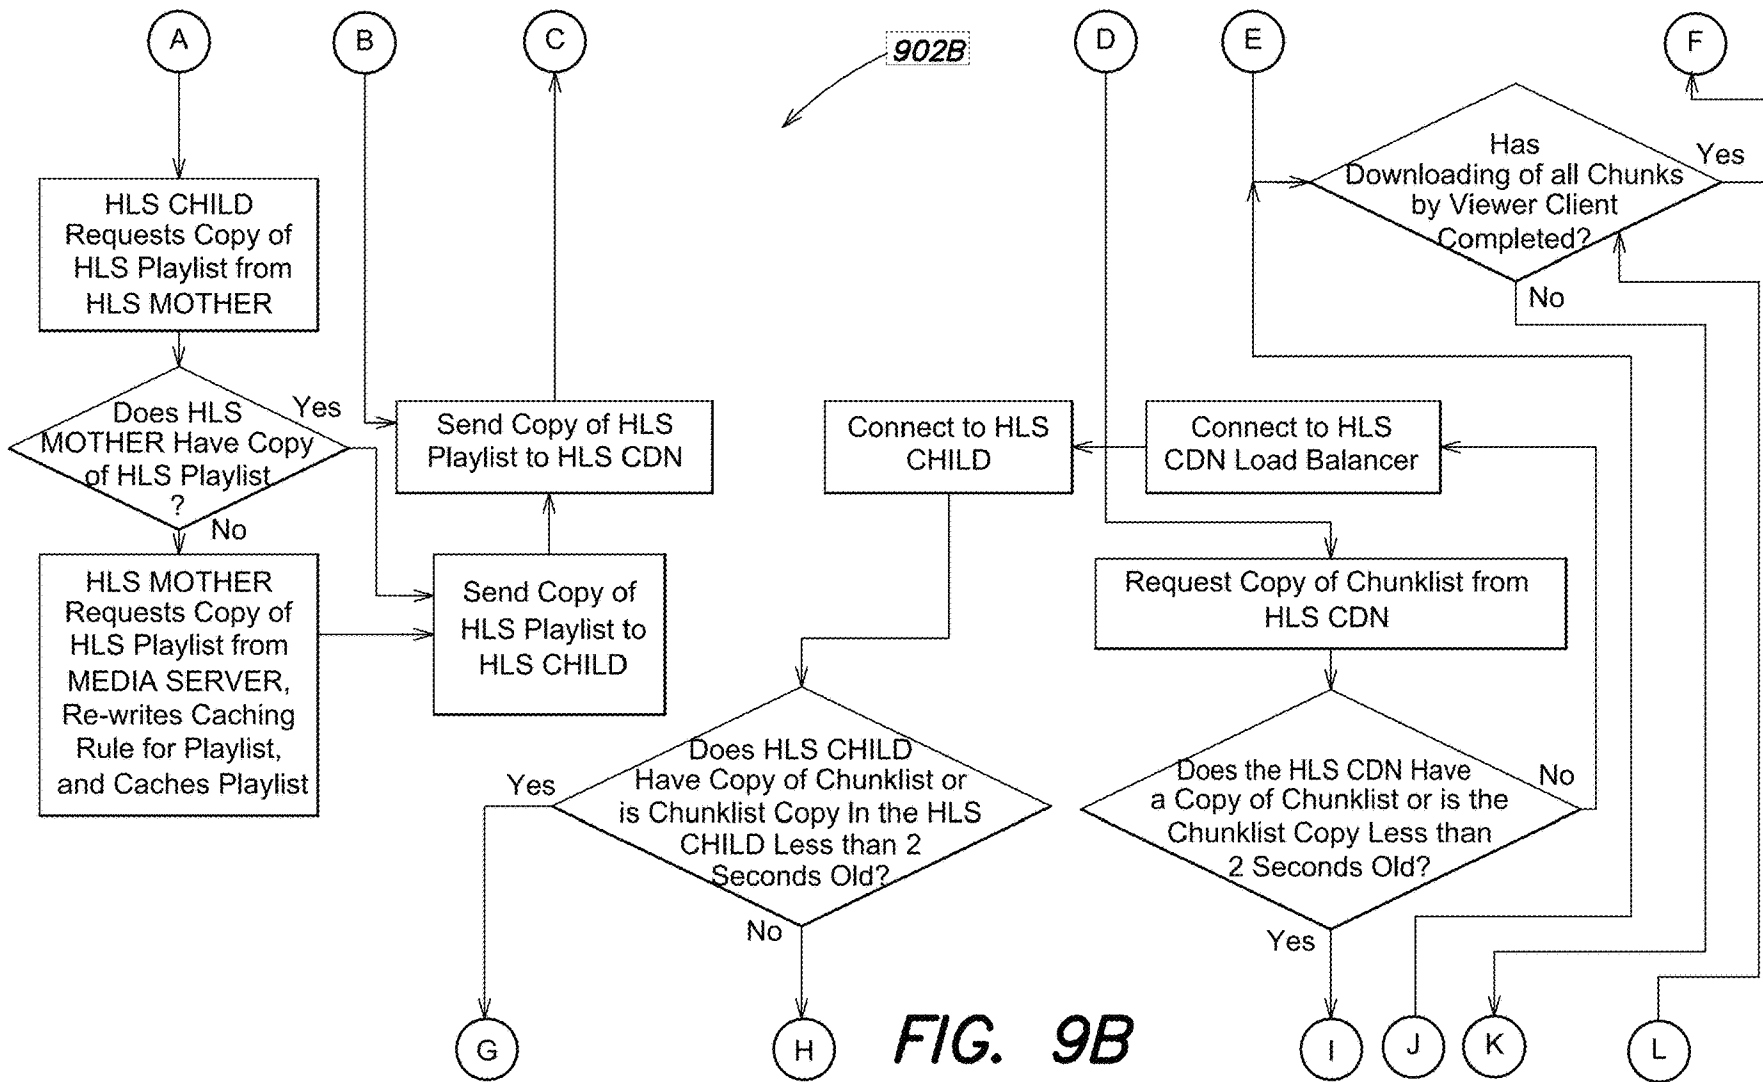 A
B
C
902B
D
E
F
HLS CHILD
Requests Copy of
HLS Playlist from
HLS MOTHER
Has
Downloading of all Chunks
by Viewer Client
Completed?
Yes
No
Does HLS
MOTHER Have Copy
of HLS Playlist
?
Yes
No
Send Copy of HLS
Playlist to HLS CDN
Connect to HLS
CHILD
Connect to HLS
CDN Load Balancer
HLS MOTHER
Requests Copy of
HLS Playlist from
MEDIA SERVER,
Re-writes Caching
Rule for Playlist,
and Caches Playlist
Send Copy of
HLS Playlist to
HLS CHILD
Request Copy of Chunklist from
HLS CDN
Does HLS CHILD
Have Copy of Chunklist or
is Chunklist Copy In the HLS
CHILD Less than 2
Seconds Old?
Yes
No
Does the HLS CDN Have
a Copy of Chunklist or is the
Chunklist Copy Less than
2 Seconds Old?
No
Yes
G
H
FIG. 9B
I
J
K
L